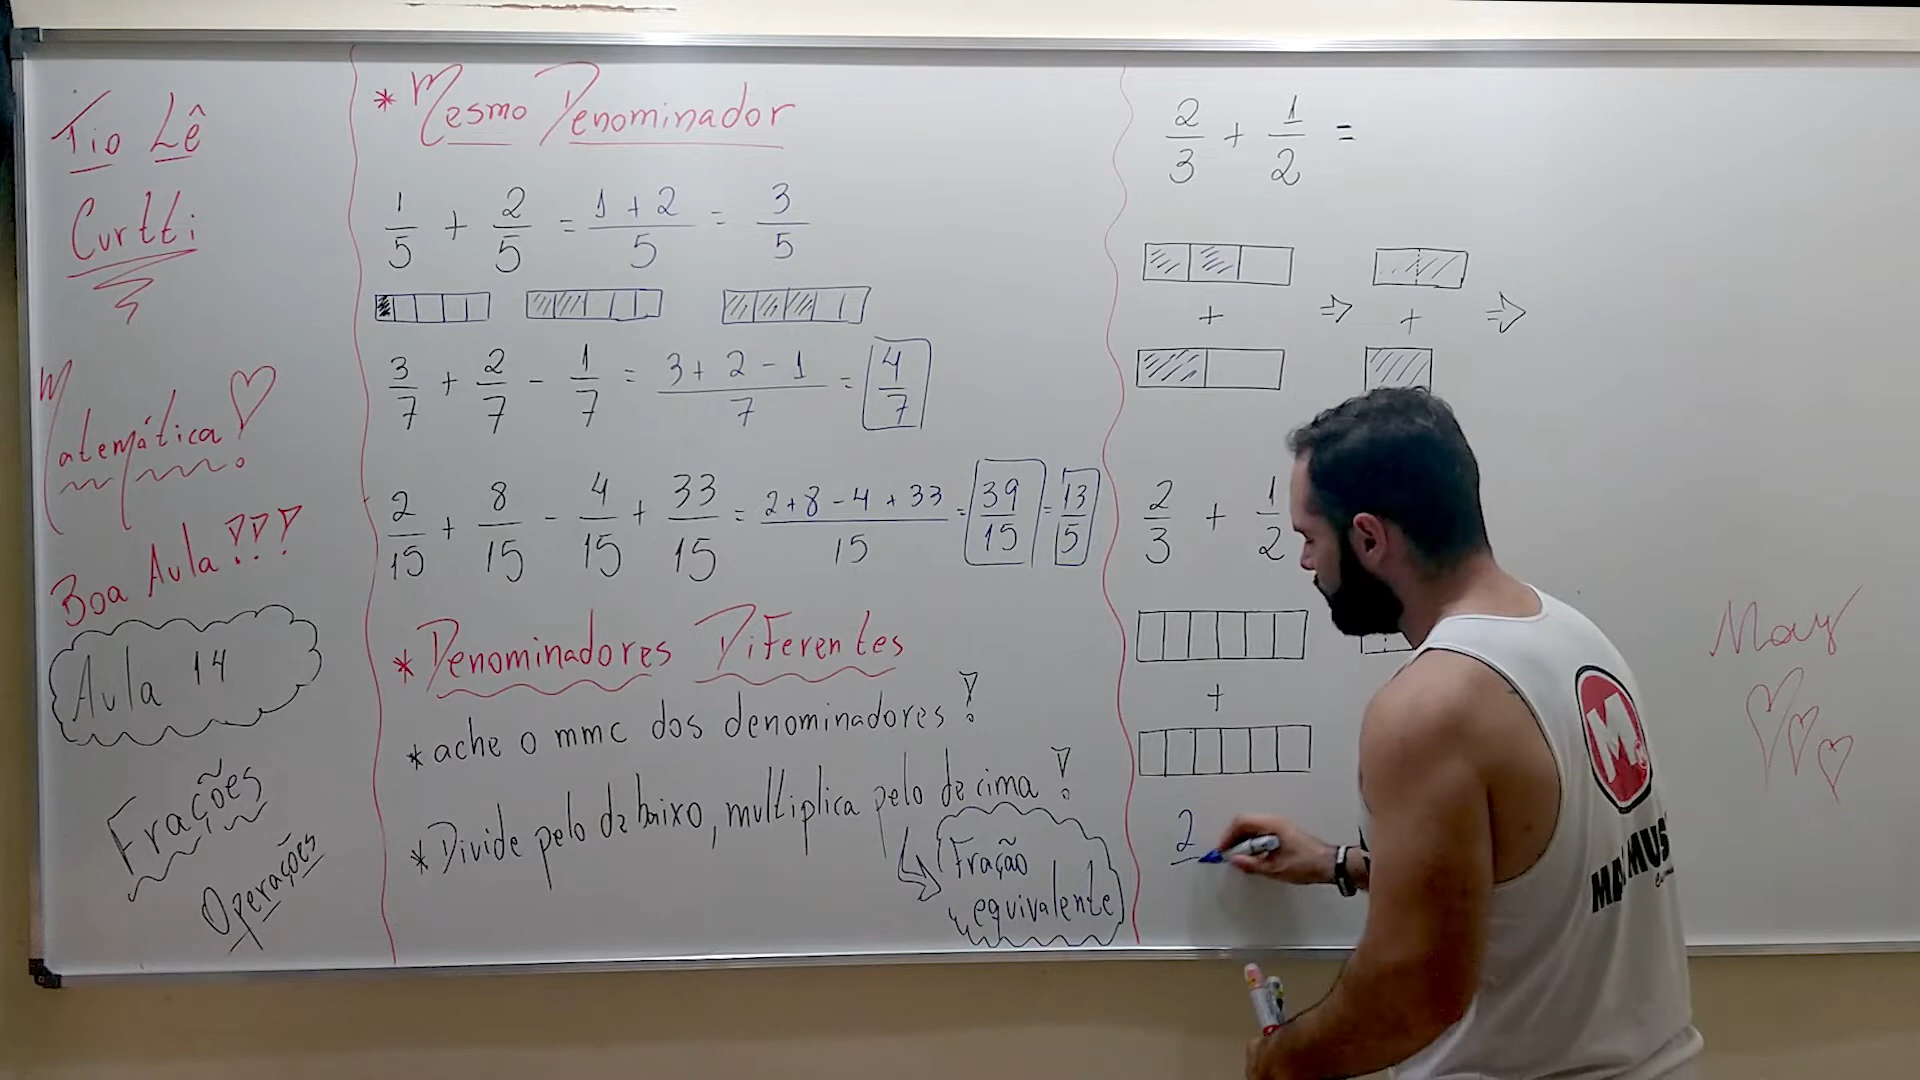 Tio Lê
Curtti
Matemática
Boa Aula!!!
Aula 14
Frações
Operações
* Mesmo Denominador
1/5 + 2/5 = 1 + 2/5 = 3/5
3/7 + 2/7 - 1/7 = 3 + 2 - 1/7 = 4/7
2/15 + 8/15 - 4/15 + 33/15 = 2 + 8 - 4 + 33/15 = 39/15 = 13/5
* Denominadores Diferentes
* ache o mmc dos denominadores!
* Divide pelo de baixo, multiplica pelo de cima!
Fração
equivalente
2/3 + 1/2 =
+ ⇒ + ⇒
2/3 + 1/2
+
2
May
M